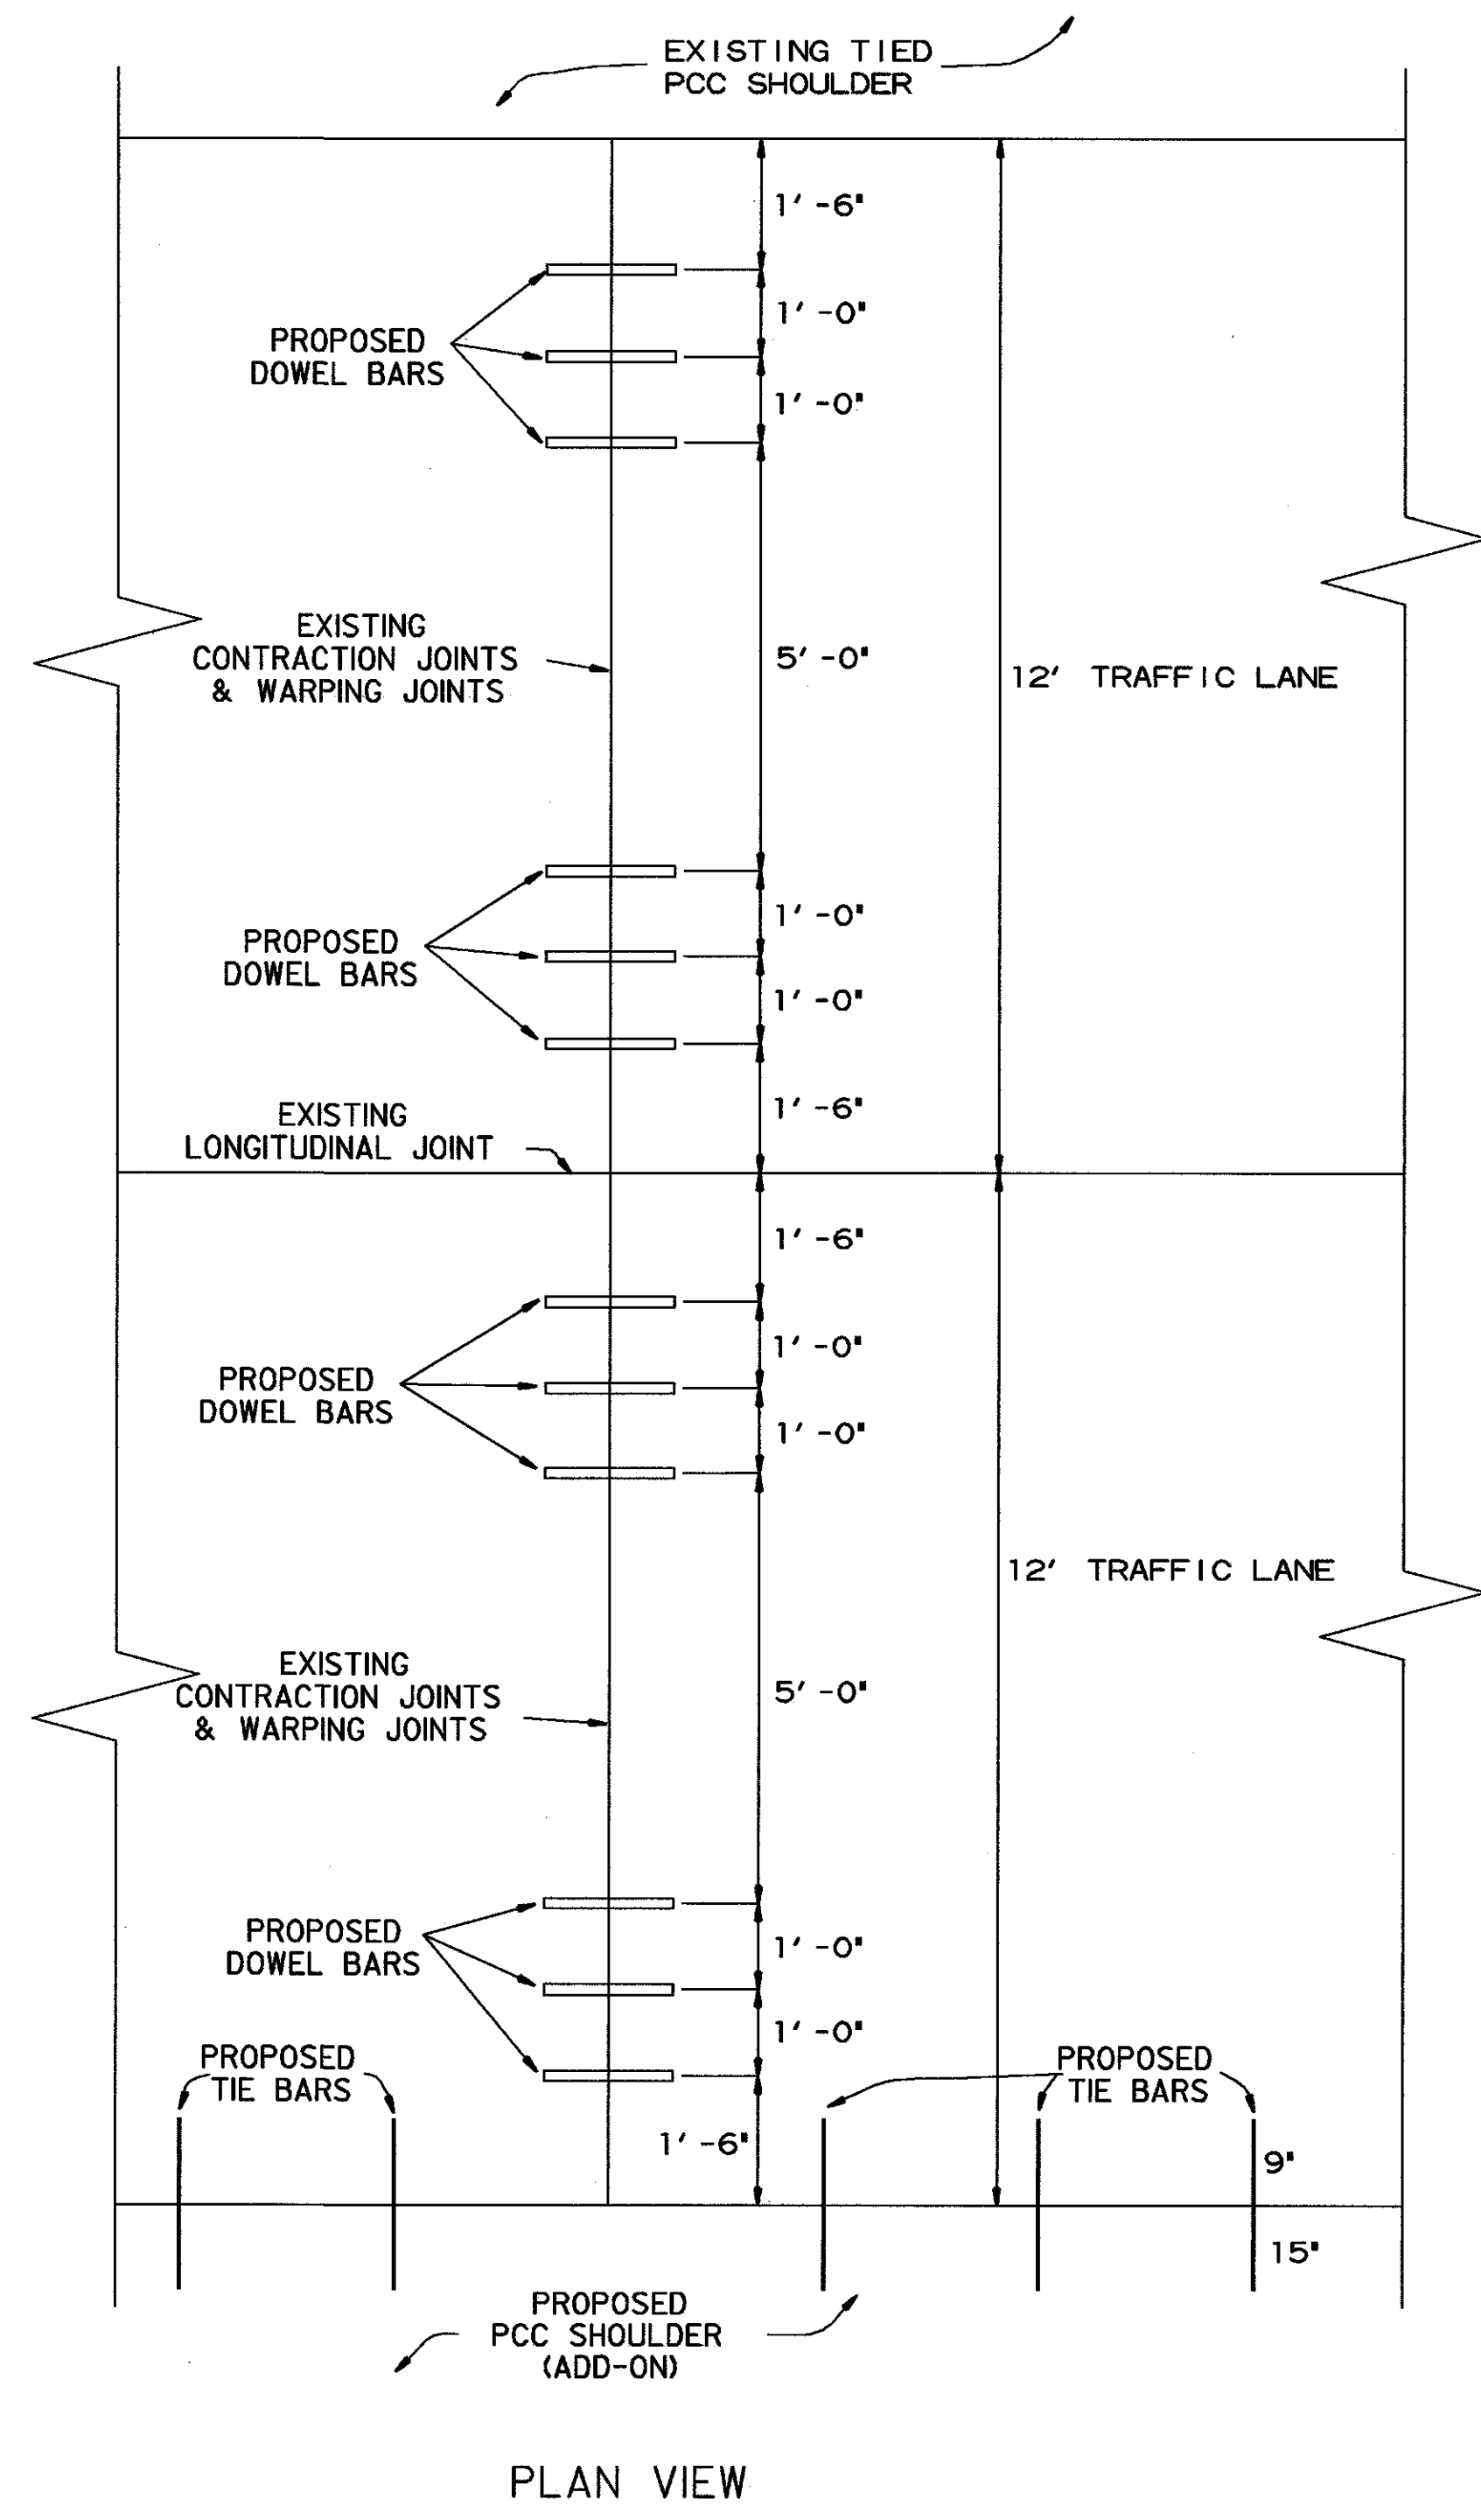 EXISTING TIED
PCC SHOULDER
1'-6"
1'-0"
PROPOSED
DOWEL BARS
1'-0"
EXISTING
CONTRACTION JOINTS
& WARPING JOINTS
5'-0"
12' TRAFFIC LANE
1'-0"
PROPOSED
DOWEL BARS
1'-0"
1'-6"
EXISTING
LONGITUDINAL JOINT
1'-6"
1'-0"
PROPOSED
DOWEL BARS
1'-0"
12' TRAFFIC LANE
EXISTING
CONTRACTION JOINTS
& WARPING JOINTS
5'-0"
PROPOSED
DOWEL BARS
1'-0"
1'-0"
PROPOSED
TIE BARS
PROPOSED
TIE BARS
1'-6"
9"
15"
PROPOSED
PCC SHOULDER
(ADD-ON)
PLAN VIEW